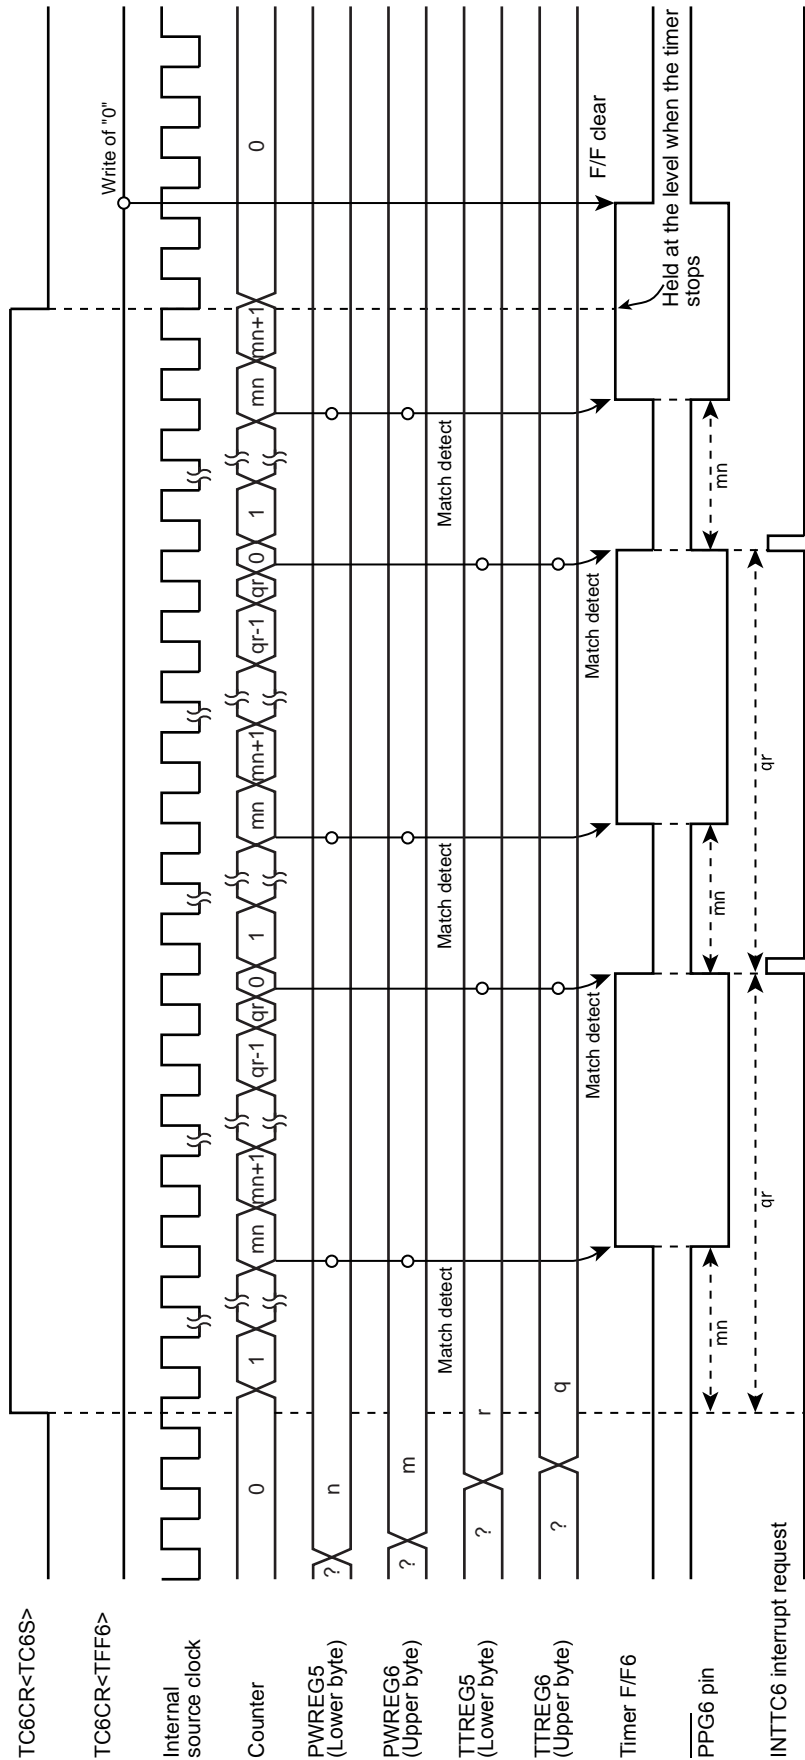 TC6CR<TC6S>
TC6CR<TFF6>
Write of "0"
Internal
source clock
Counter
0
1
mn
mn+1
qr-1
qr
0
1
mn
mn+1
qr-1
qr
0
1
mn
mn+1
0
PWREG5
(Lower byte)
?
n
PWREG6
(Upper byte)
?
m
Match detect
Match detect
Match detect
TTREG5
(Lower byte)
?
r
TTREG6
(Upper byte)
?
q
Match detect
Match detect
F/F clear
Timer F/F6
Held at the level when the timer
stops
PPG6 pin
mn
mn
mn
qr
qr
INTTC6 interrupt request